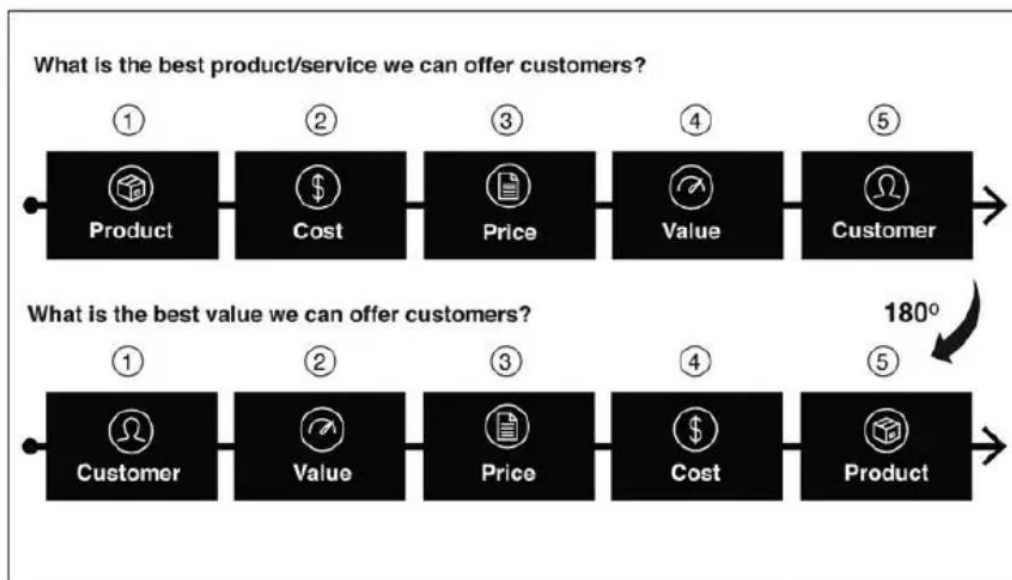 What is the best product/service we can offer customers?
1 2 3 4 5
Product Cost Price Value Customer
What is the best value we can offer customers?
180º
1 2 3 4 5
Customer Value Price Cost Product